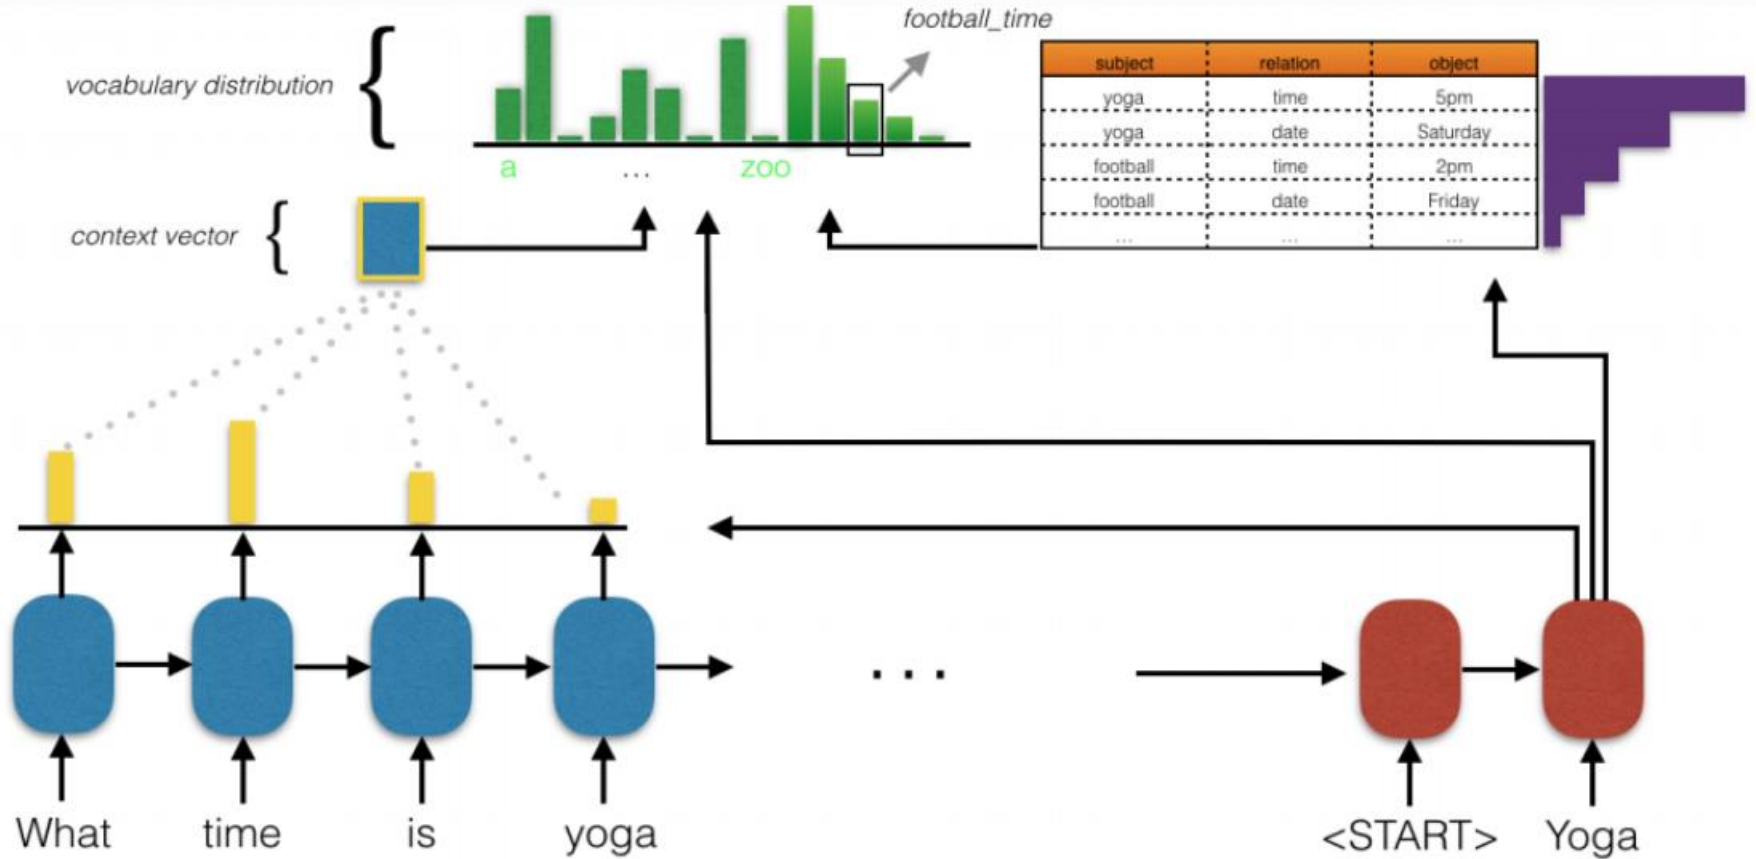 football_time
vocabulary distribution
a ... zoo
context vector
subject relation object
yoga time 5pm
yoga date Saturday
football time 2pm
football date Friday
... ... ...
. . .
What time is yoga <START> Yoga